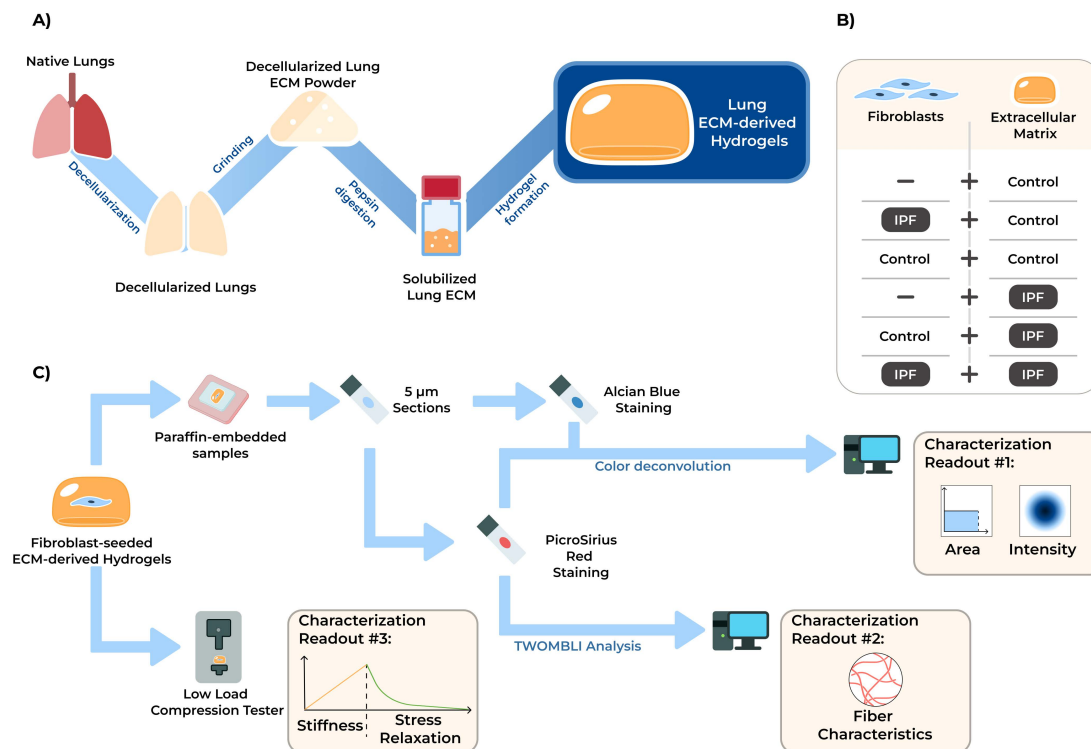 A)
Native Lungs
Decellularization
Decellularized Lungs
Grinding
Decellularized Lung
ECM Powder
Pepsin
digestion
Solubilized
Lung ECM
Hydrogel
formation
Lung
ECM-derived
Hydrogels
B)
Fibroblasts
Extracellular
Matrix
− + Control
IPF + Control
Control + Control
− + IPF
Control + IPF
IPF + IPF
C)
Fibroblast-seeded
ECM-derived Hydrogels
Paraffin-embedded
samples
5 µm
Sections
Alcian Blue
Staining
Color deconvolution
Characterization
Readout #1:
Area
Intensity
PicroSirius
Red
Staining
TWOMBLI Analysis
Characterization
Readout #2:
Fiber
Characteristics
Low Load
Compression Tester
Characterization
Readout #3:
Stiffness
Stress
Relaxation